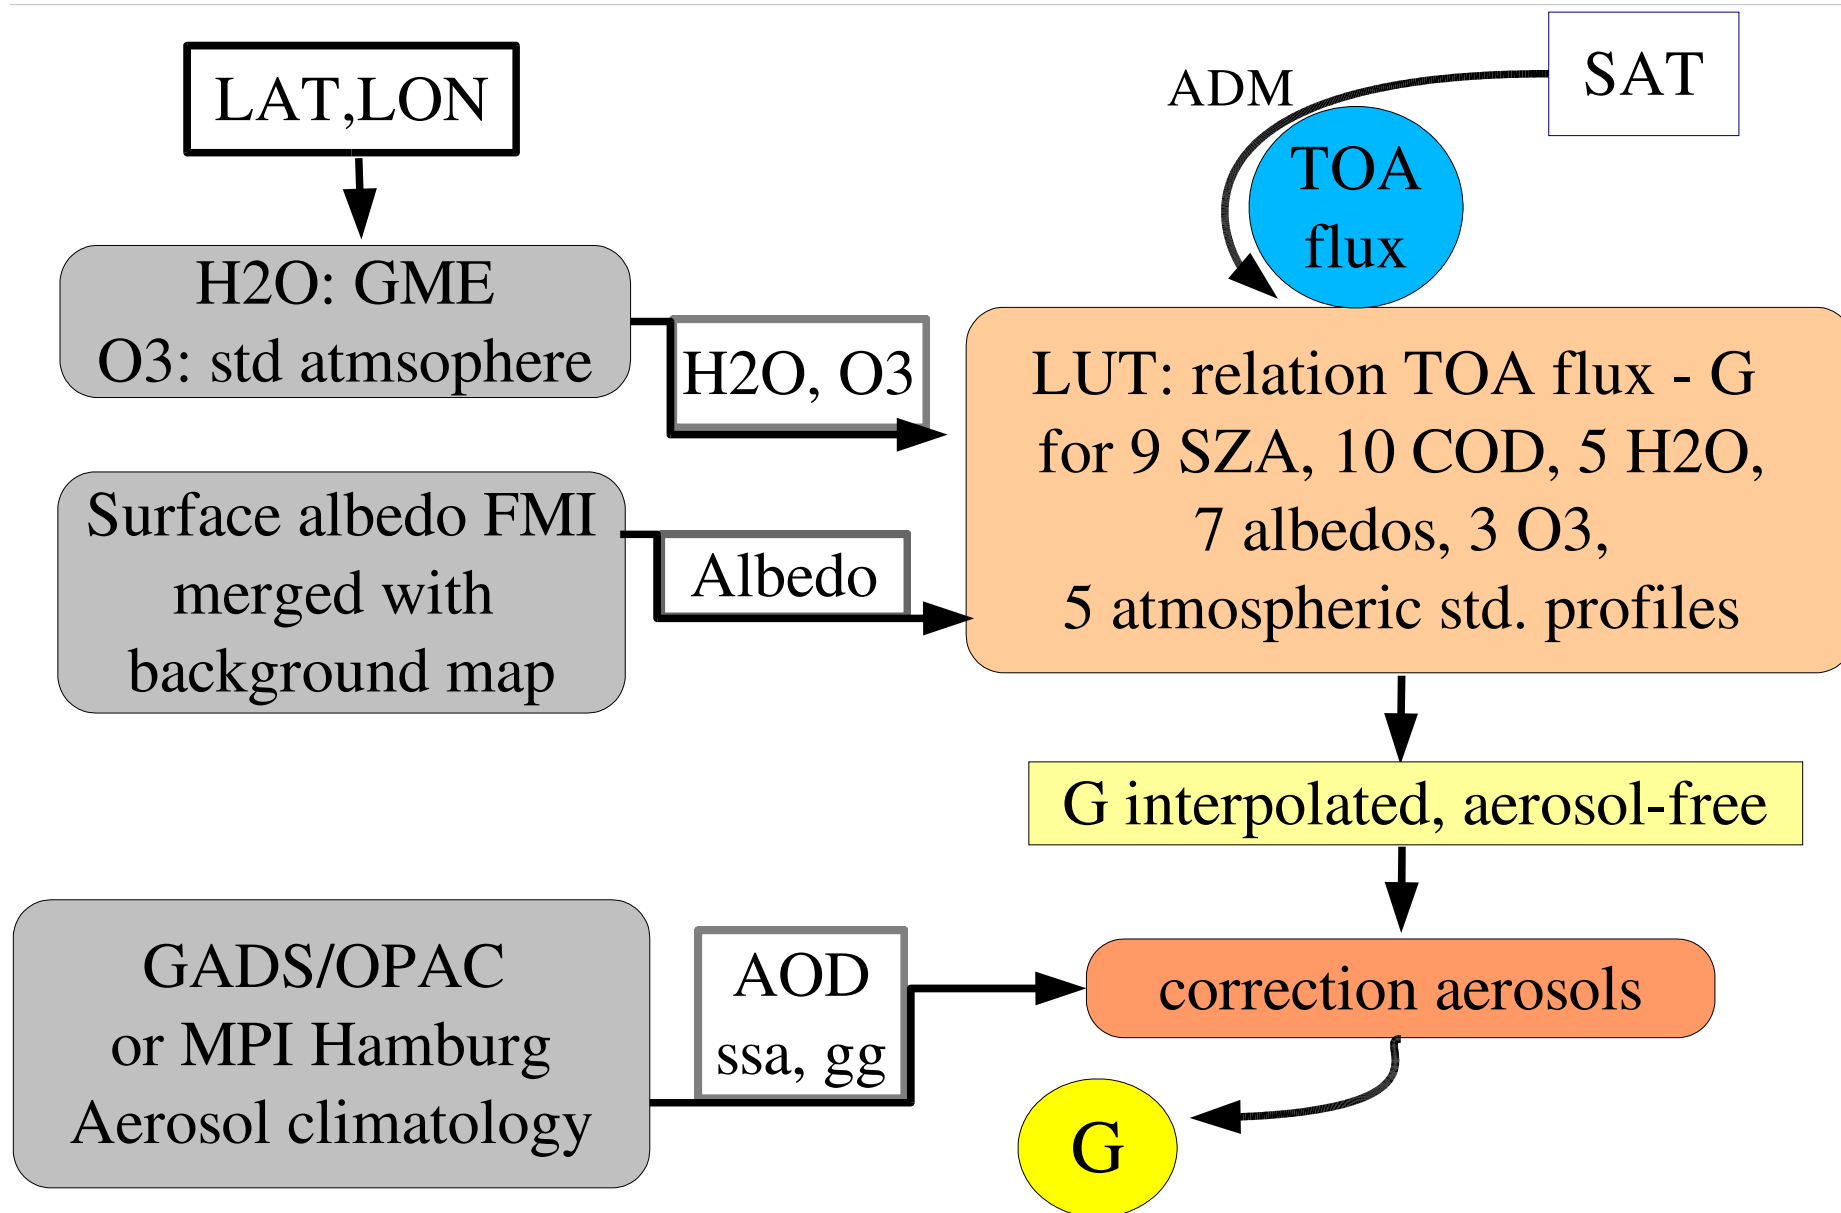 LAT,LON
ADM
SAT
TOA
flux
H2O: GME
O3: std atmsophere
H2O, O3
LUT: relation TOA flux - G
for 9 SZA, 10 COD, 5 H2O,
7 albedos, 3 O3,
5 atmospheric std. profiles
Surface albedo FMI
merged with
background map
Albedo
G interpolated, aerosol-free
GADS/OPAC
or MPI Hamburg
Aerosol climatology
AOD
ssa, gg
correction aerosols
G